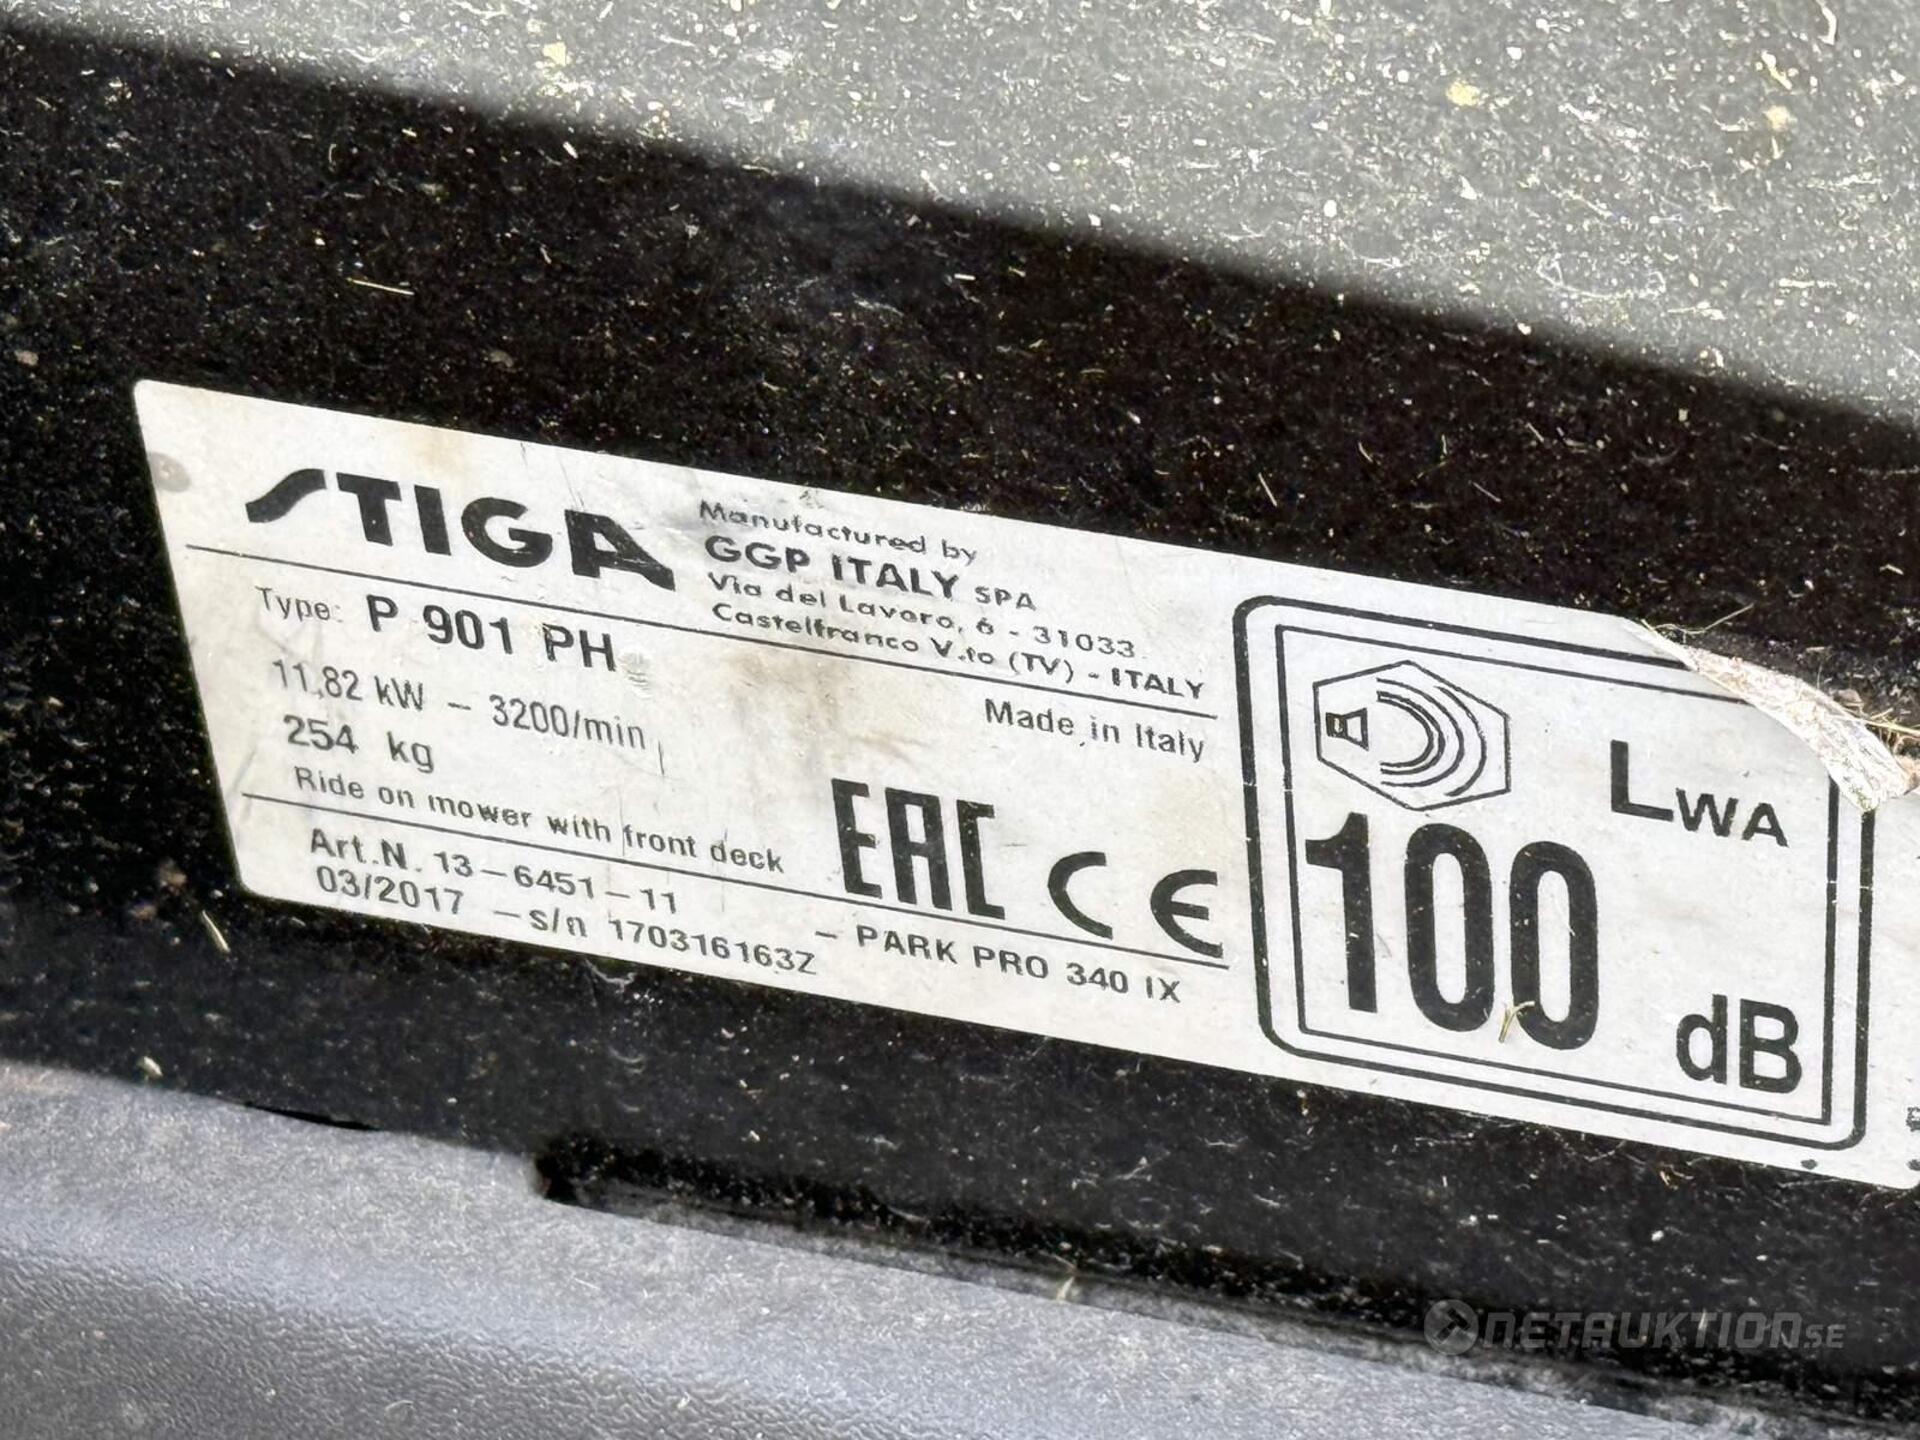 STIGA
Manufactured by
GGP ITALY SPA
Via del Lavoro, 6 - 31033
Castelfranco V.to (TV) - ITALY
Type: P 901 PH
11,82 kW - 3200/min
Made in Italy
254 kg
Ride on mower with front deck
EAC CE
Art.N. 13-6451-11 - PARK PRO 340 IX
03/2017 - s/n 170316163Z
LWA
100
dB
NETAUKTION.SE